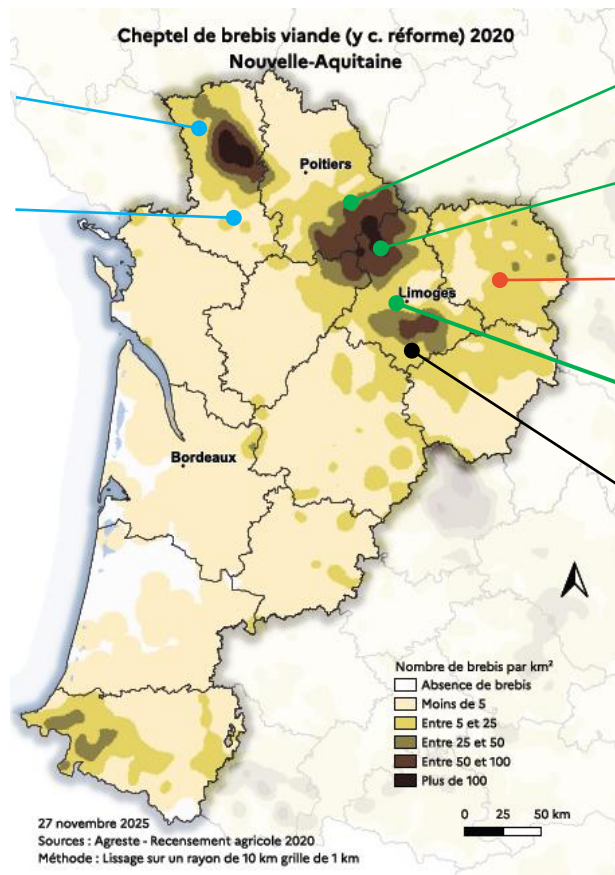 Cheptel de brebis viande (y c. réforme) 2020
Nouvelle-Aquitaine
Poitiers
Limoges
Bordeaux
Nombre de brebis par km²
Absence de brebis
Moins de 5
Entre 5 et 25
Entre 25 et 50
Entre 50 et 100
Plus de 100
27 novembre 2025
Sources : Agreste - Recensement agricole 2020
Méthode : Lissage sur un rayon de 10 km grille de 1 km
0 25 50 km